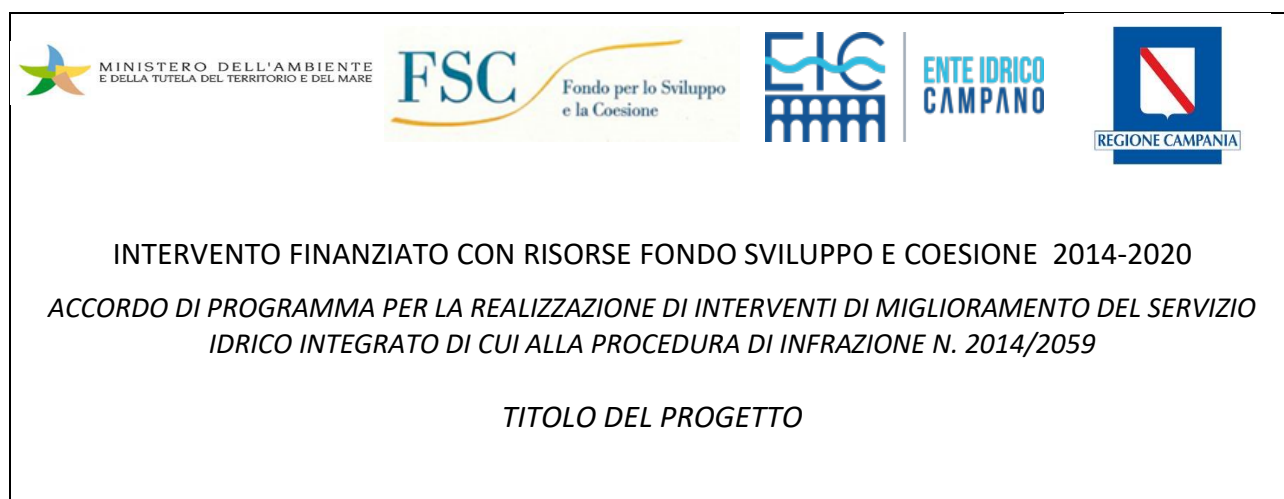 MINISTERO DELL'AMBIENTE
E DELLA TUTELA DEL TERRITORIO E DEL MARE
FSC
Fondo per lo Sviluppo
e la Coesione
EIC
ENTE IDRICO
CAMPANO
REGIONE CAMPANIA
INTERVENTO FINANZIATO CON RISORSE FONDO SVILUPPO E COESIONE 2014-2020
ACCORDO DI PROGRAMMA PER LA REALIZZAZIONE DI INTERVENTI DI MIGLIORAMENTO DEL SERVIZIO
IDRICO INTEGRATO DI CUI ALLA PROCEDURA DI INFRAZIONE N. 2014/2059
TITOLO DEL PROGETTO